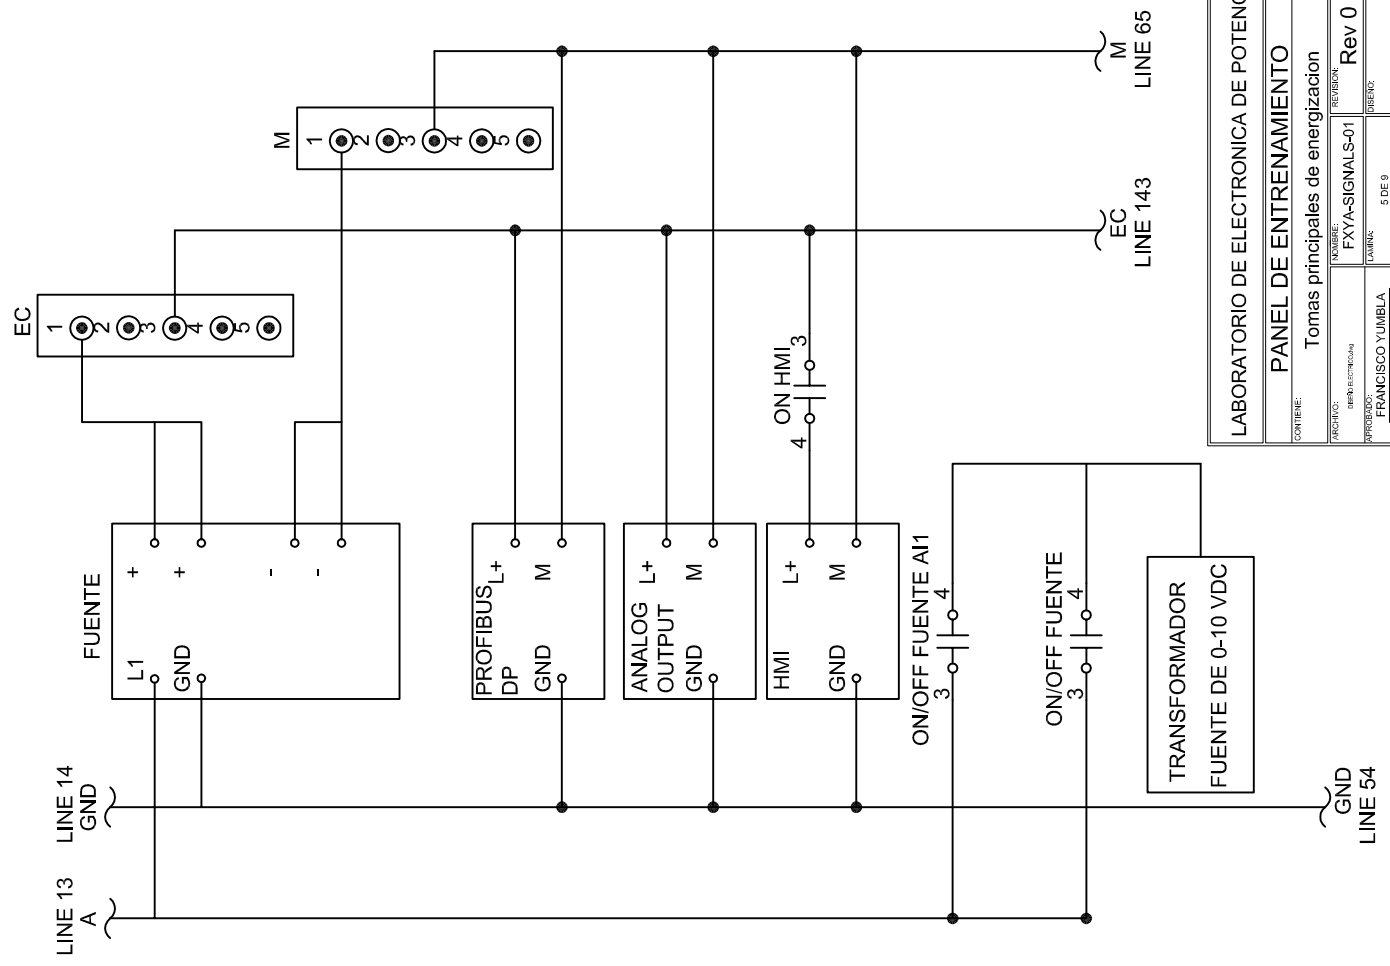 LINE 13
A
LINE 14
GND
FUENTE
L1
GND
+
+
-
-
EC
1
2
3
4
5
M
1
2
3
4
5
PROFIBUS
DP
GND
L+
M
ANALOG
OUTPUT
GND
L+
M
HMI
GND
L+
M
ON HMI
4
3
ON/OFF FUENTE AI1
3
4
ON/OFF FUENTE
3
4
TRANSFORMADOR
FUENTE DE 0-10 VDC
EC
LINE 143
M
LINE 65
GND
LINE 54
LABORATORIO DE ELECTRONICA DE POTENC
PANEL DE ENTRENAMIENTO
CONTIENE:
Tomas principales de energizacion
ARCHIVO:
DISEÑO ELECTRICO.dwg
NOMBRE:
FXYA-SIGNALS-01
REVISION:
Rev 0
APROBADO:
FRANCISCO YUMBLA
LAMINA:
5 DE 9
DISEÑO: